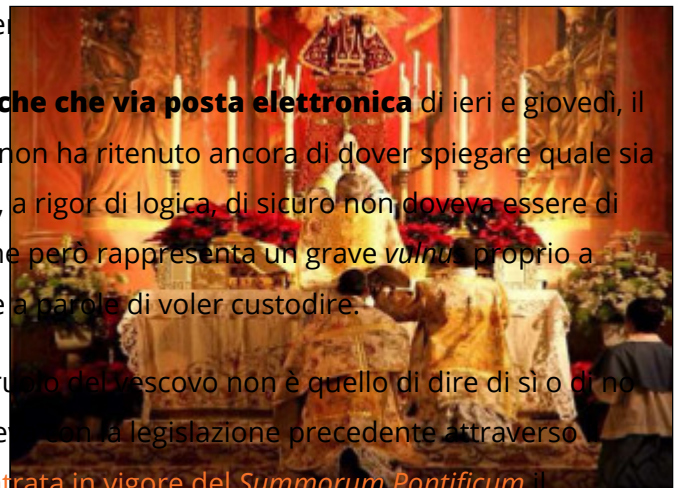 che che via posta elettronica di ieri e giovedì, il
non ha ritenuto ancora di dover spiegare quale sia
, a rigor di logica, di sicuro non doveva essere di
però rappresenta un grave vulnus proprio a
a parole di voler custodire.
ruolo del vescovo non è quello di dire di sì o di no
con la legislazione precedente attraverso
trata in vigore del Summorum Pontificum il